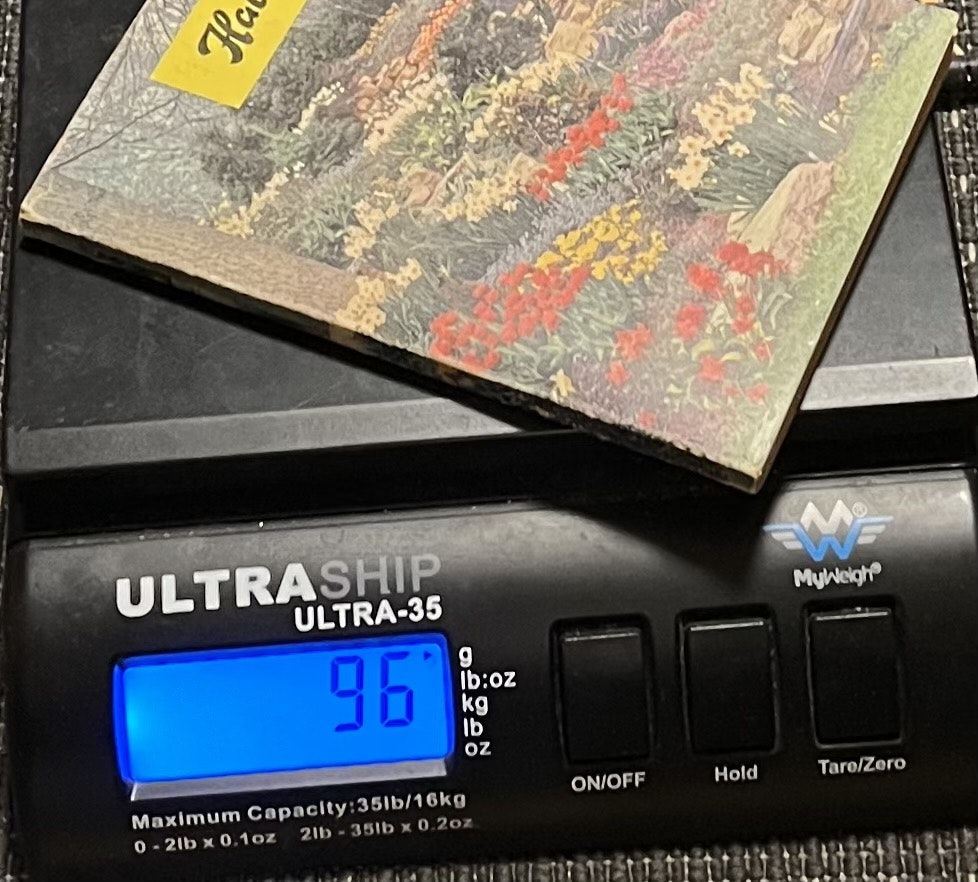 ULTRASHIP
ULTRA-35
MW®
MyWeigh®
96
g
lb:oz
kg
lb
oz
ON/OFF
Hold
Tare/Zero
Maximum Capacity:35lb/16kg
0 - 2lb x 0.1oz 2lb - 35lb x 0.2oz